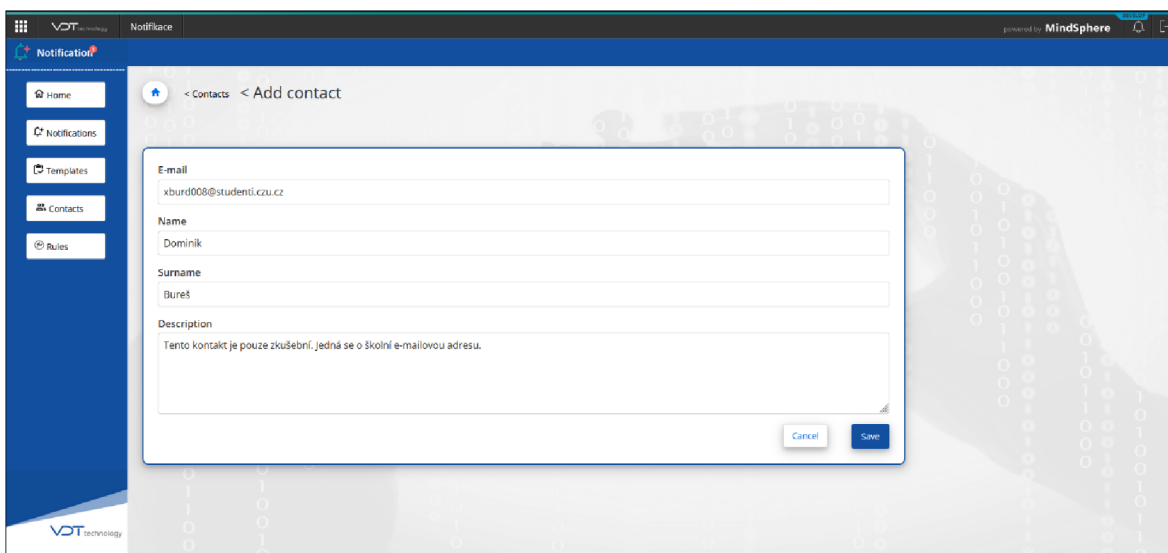 VDT technology Notifikace powered by MindSphere DEVELOP
Notification
Home
Notifications
Templates
Contacts
Rules
< Contacts < Add contact
E-mail
xburd008@studenti.czu.cz
Name
Dominik
Surname
Bureš
Description
Tento kontakt je pouze zkušební. Jedná se o školní e-mailovou adresu.
Cancel Save
VDT technology